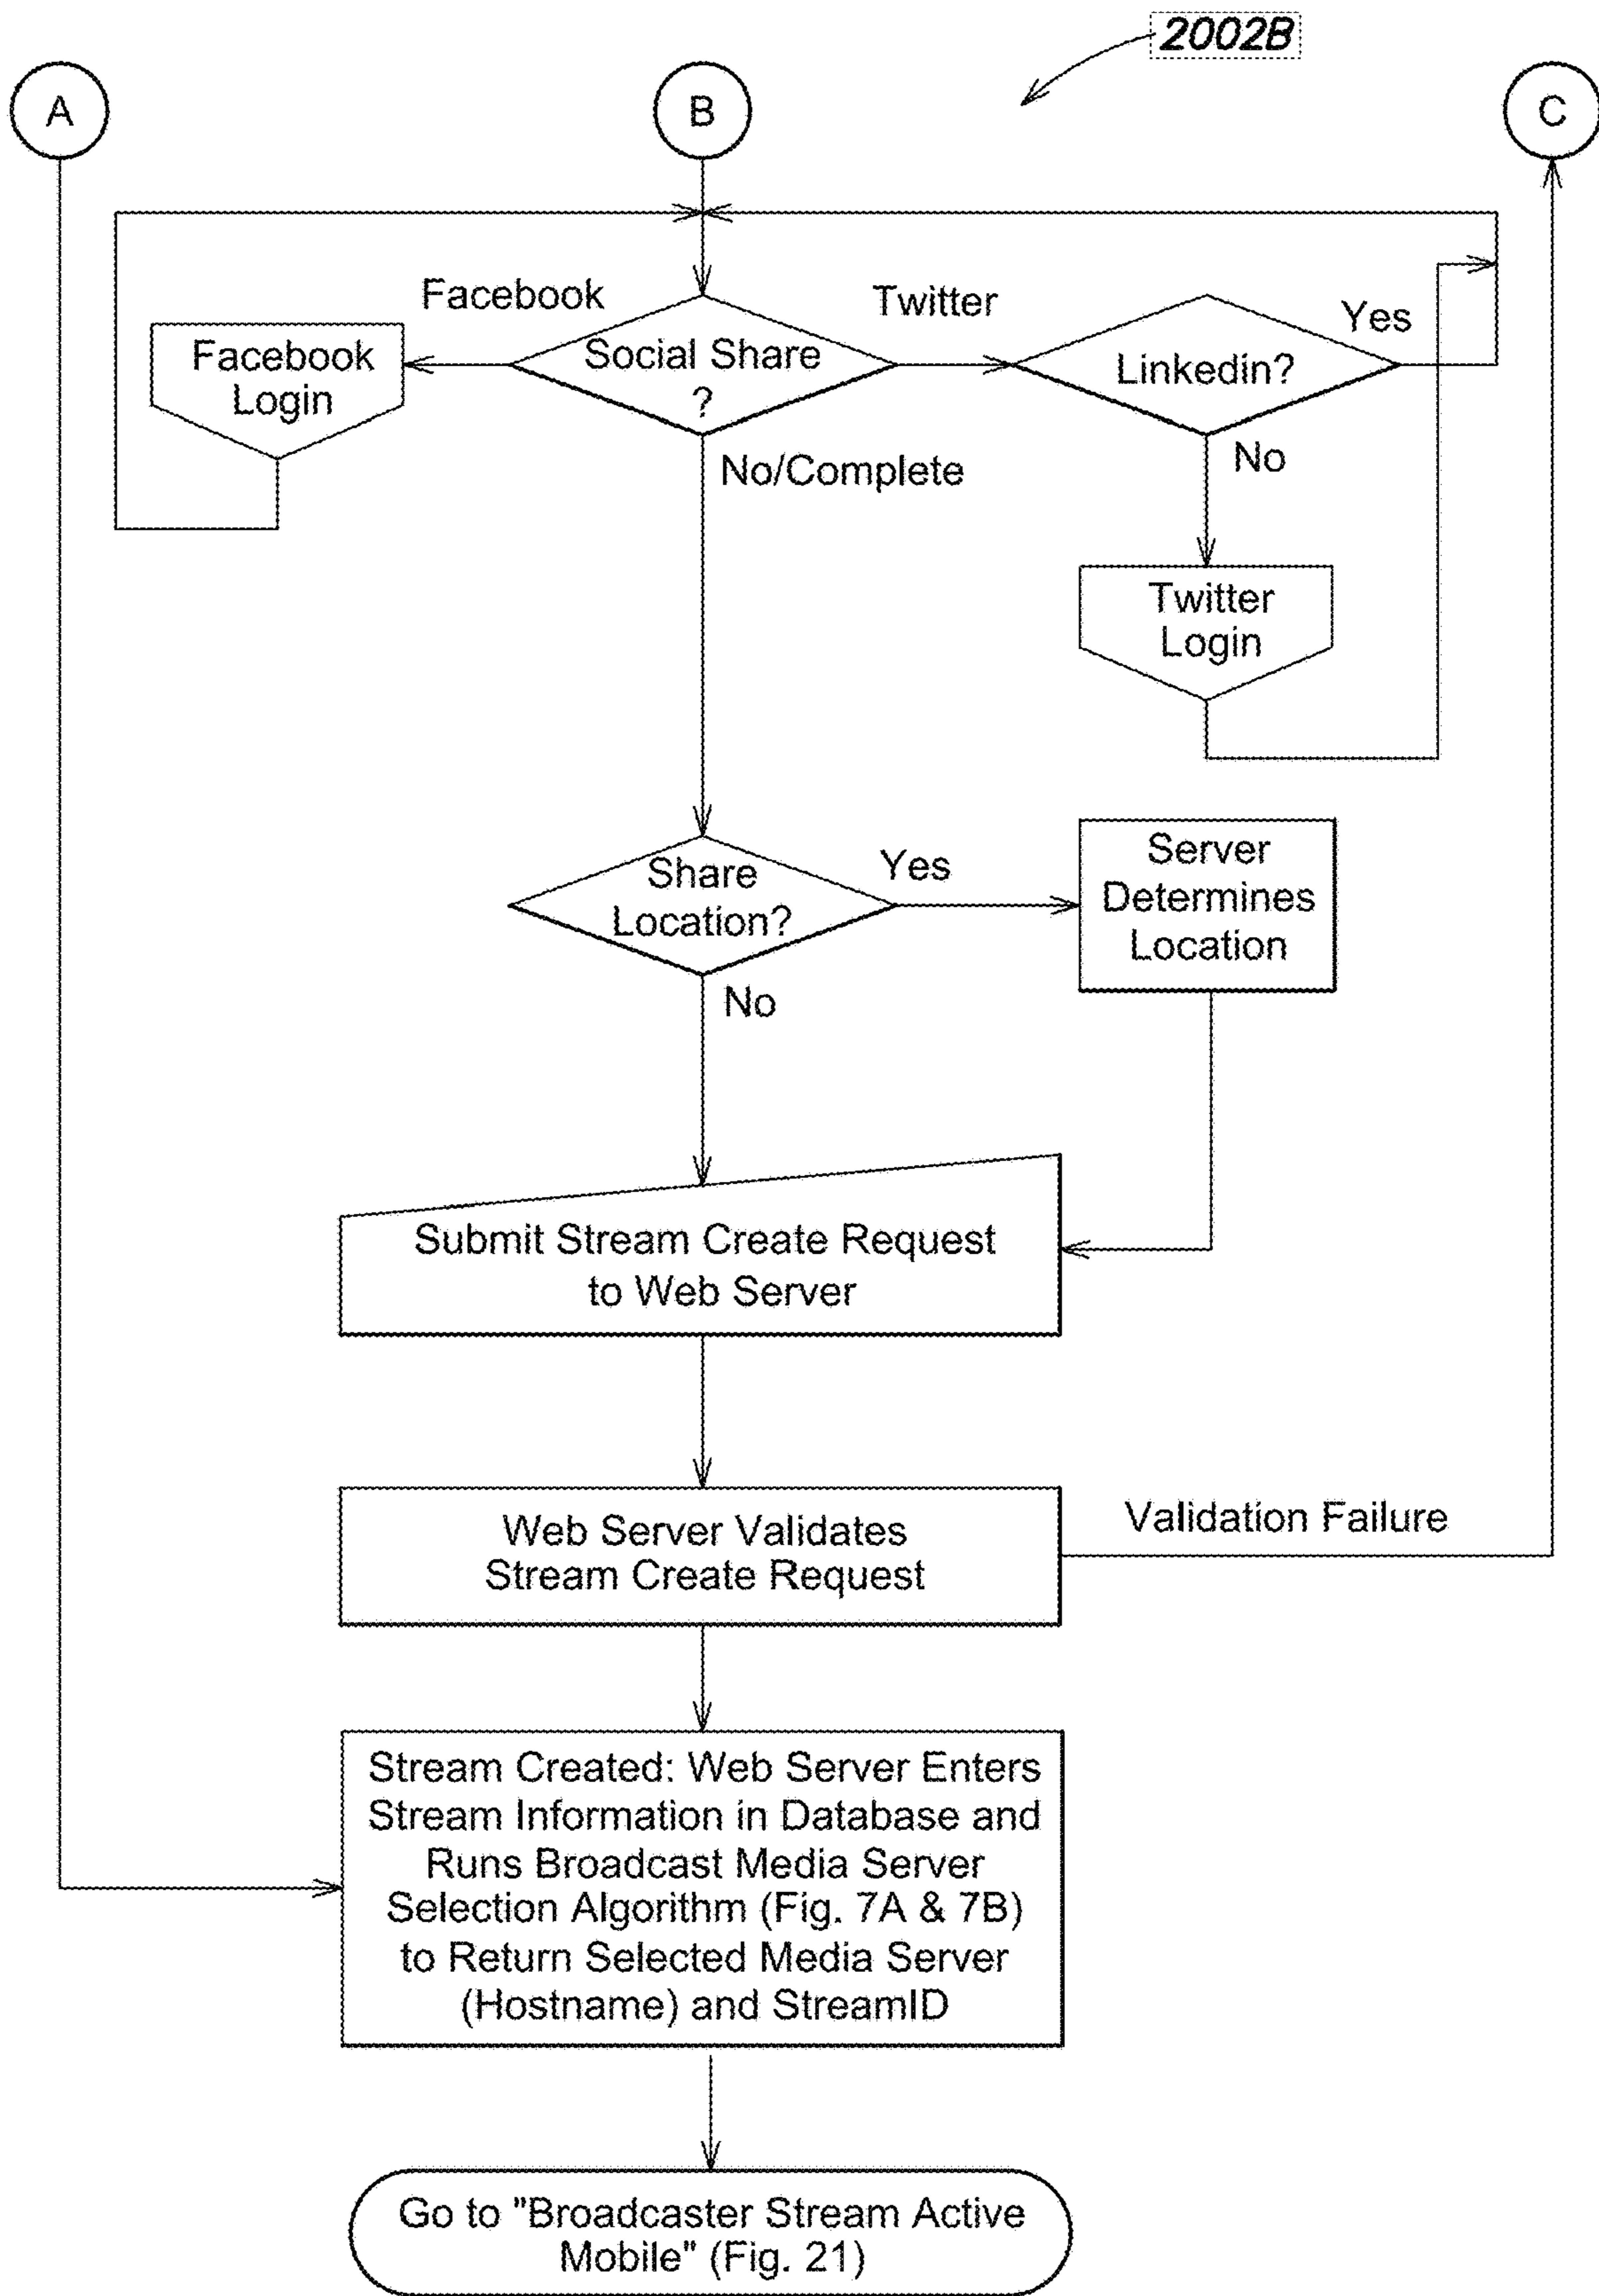 2002B
A
B
C
Facebook
Twitter
Yes
Facebook
Login
Social Share
?
Linkedin?
No/Complete
No
Twitter
Login
Share
Location?
Yes
Server
Determines
Location
No
Submit Stream Create Request
to Web Server
Web Server Validates
Stream Create Request
Validation Failure
Stream Created: Web Server Enters
Stream Information in Database and
Runs Broadcast Media Server
Selection Algorithm (Fig. 7A & 7B)
to Return Selected Media Server
(Hostname) and StreamID
Go to "Broadcaster Stream Active
Mobile" (Fig. 21)